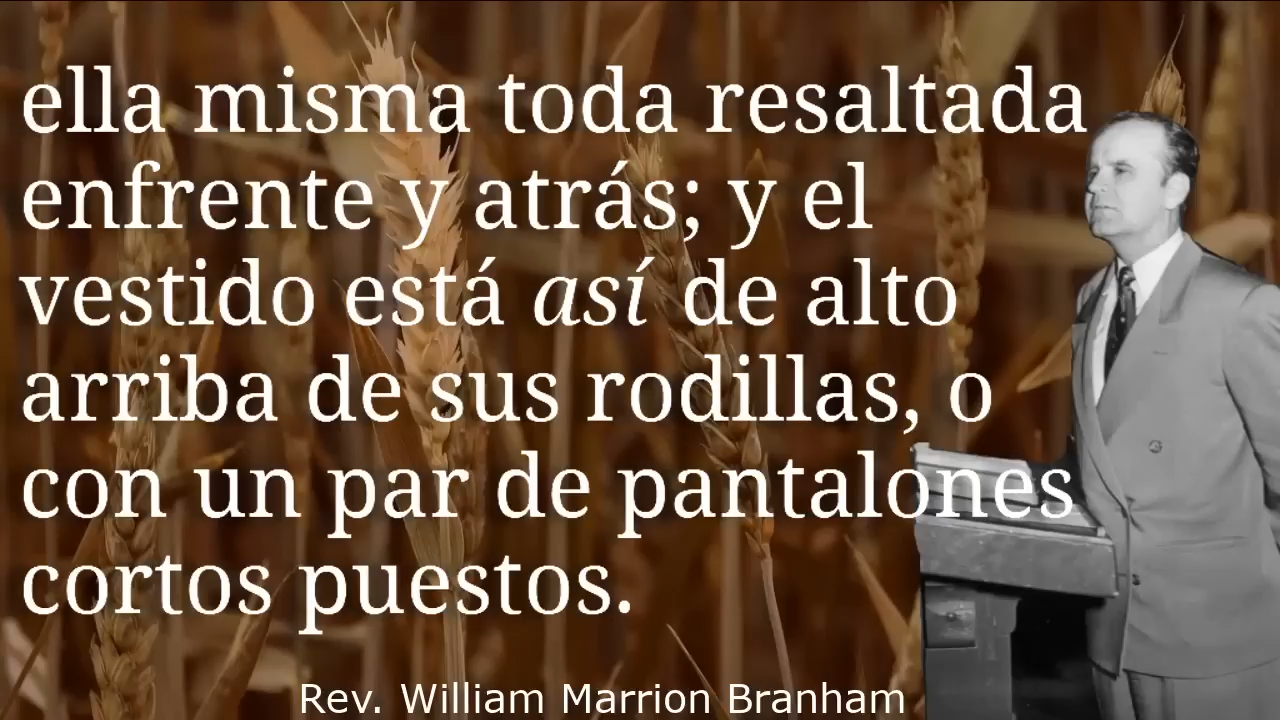 ella misma toda resaltada
enfrente y atrás; y el
vestido está así de alto
arriba de sus rodillas, o
con un par de pantalones
cortos puestos.
Rev. William Marrion Branham